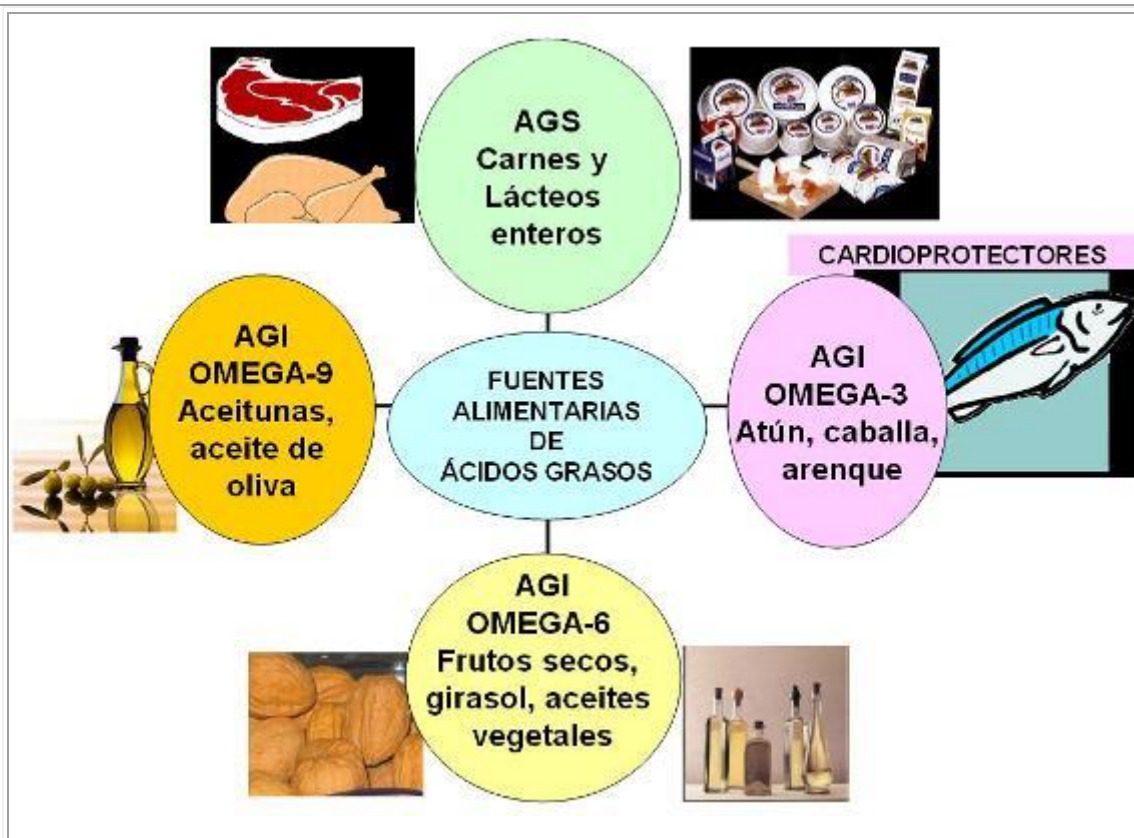 AGS
Carnes y
Lácteos
enteros
CARDIOPROTECTORES
AGI
OMEGA-9
Aceitunas,
aceite de
oliva
FUENTES
ALIMENTARIAS
DE
ÁCIDOS GRASOS
AGI
OMEGA-3
Atún, caballa,
arenque
AGI
OMEGA-6
Frutos secos,
girasol, aceites
vegetales